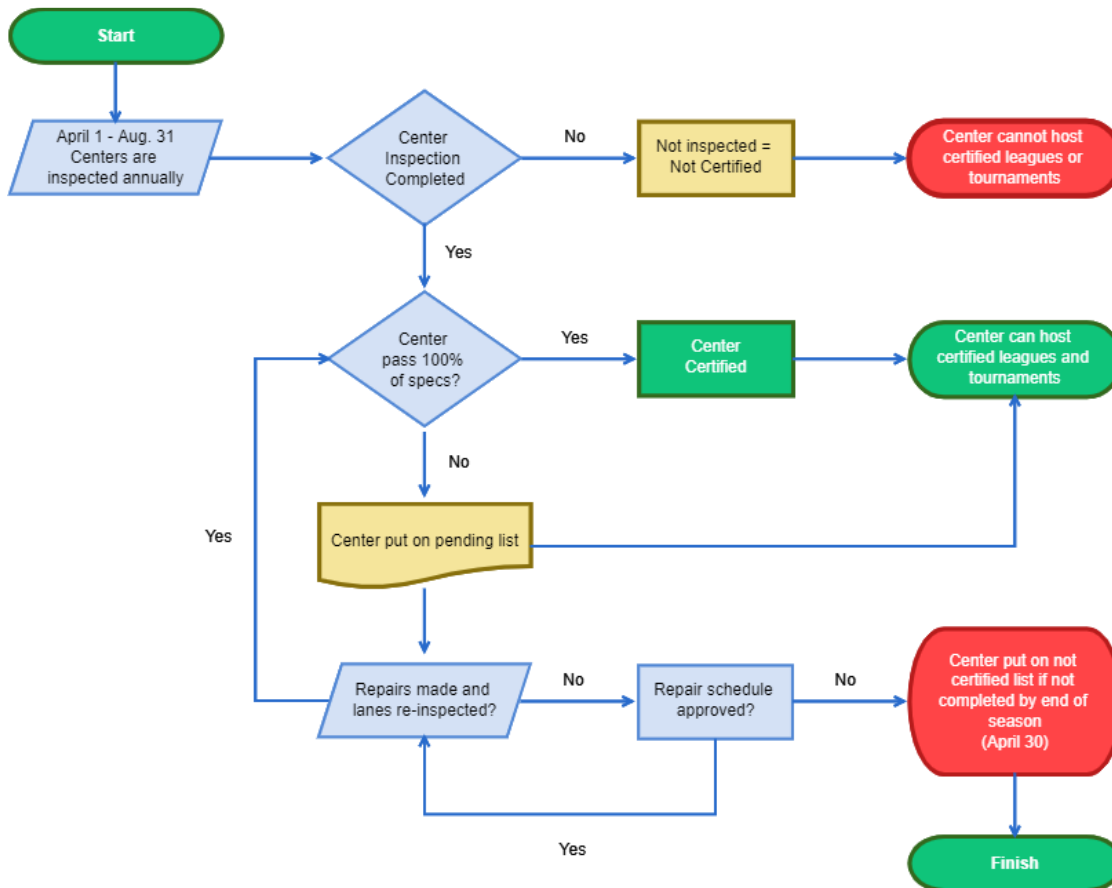 Start
April 1 - Aug. 31
Centers are
inspected annually
Center
Inspection
Completed
No
Not inspected =
Not Certified
Center cannot host
certified leagues or
tournaments
Yes
Center
pass 100%
of specs?
Yes
Center
Certified
Center can host
certified leagues and
tournaments
No
Center put on pending list
Yes
Repairs made and
lanes re-inspected?
No
Repair schedule
approved?
No
Center put on not
certified list if not
completed by end of
season
(April 30)
Yes
Finish